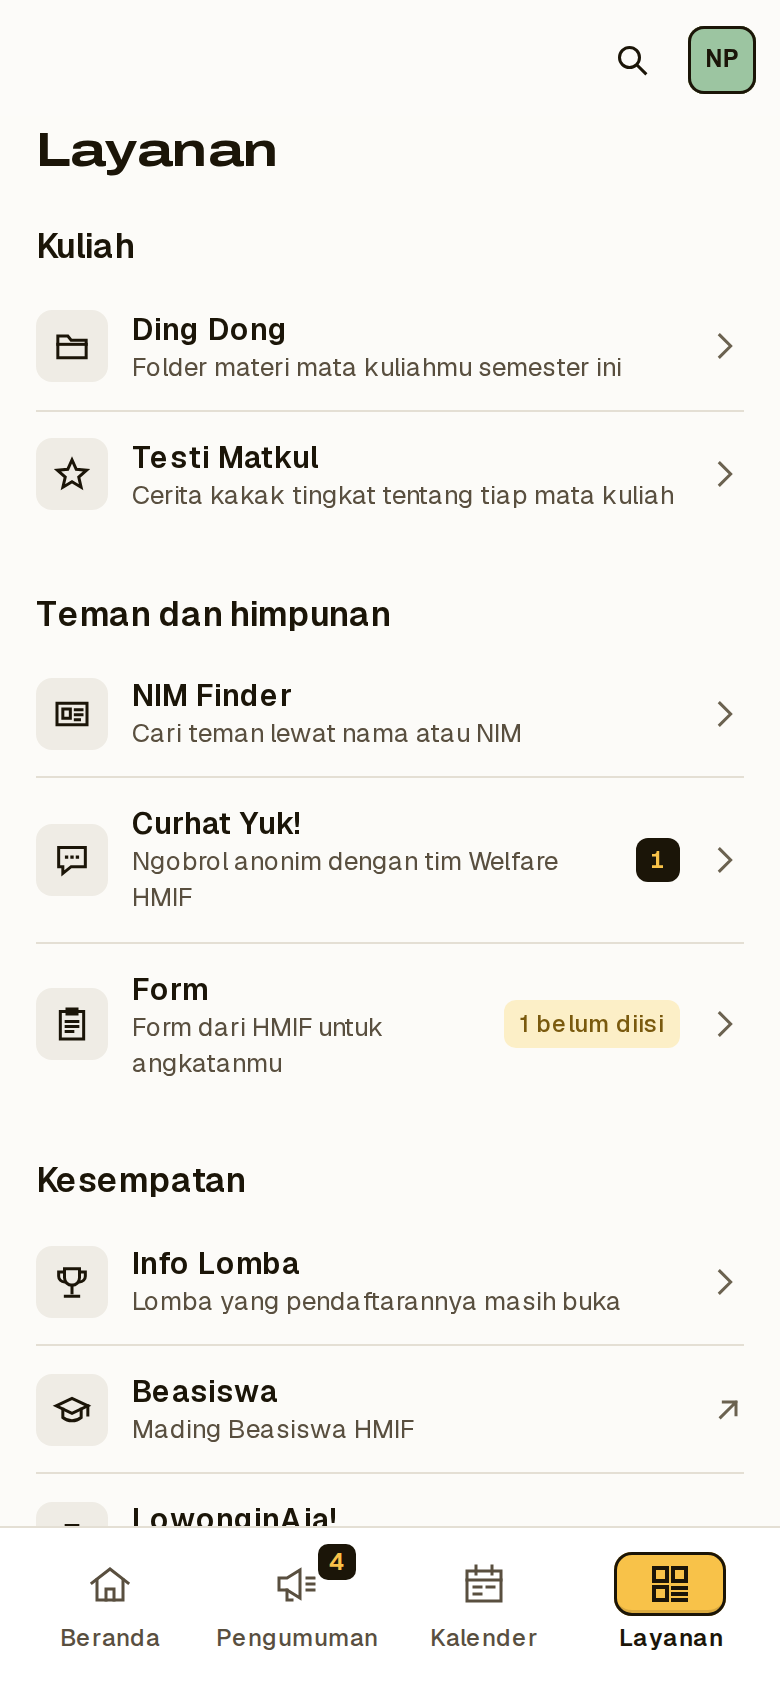 NP
Layanan
Kuliah
Ding Dong
Folder materi mata kuliahmu semester ini
Testi Matkul
Cerita kakak tingkat tentang tiap mata kuliah
Teman dan himpunan
NIM Finder
Cari teman lewat nama atau NIM
Curhat Yuk!
Ngobrol anonim dengan tim Welfare
HMIF
1
Form
Form dari HMIF untuk
angkatanmu
1 belum diisi
Kesempatan
Info Lomba
Lomba yang pendaftarannya masih buka
Beasiswa
Mading Beasiswa HMIF
LowonginAja!
4
Beranda
Pengumuman
Kalender
Layanan